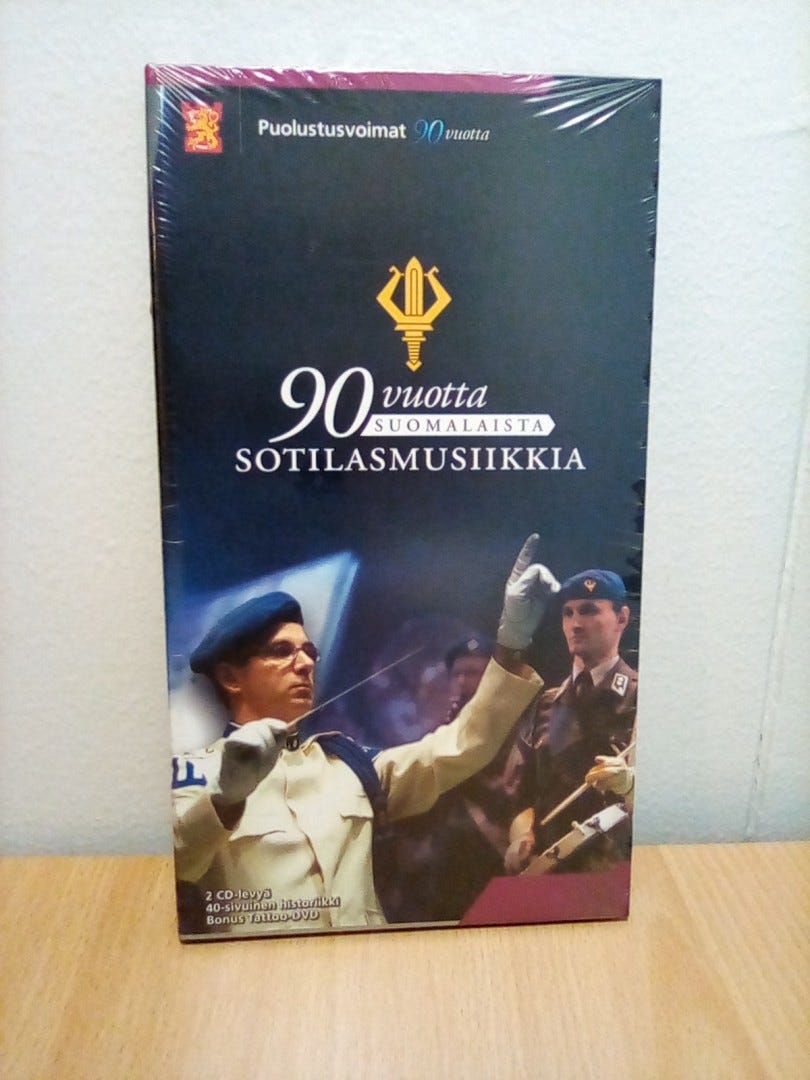 Puolustusvoimat 90 vuotta
90 vuotta
SUOMALAISTA
SOTILASMUSIIKKIA
2 CD-levyä
40-sivuinen historiikki
Bonus Tattoo-DVD